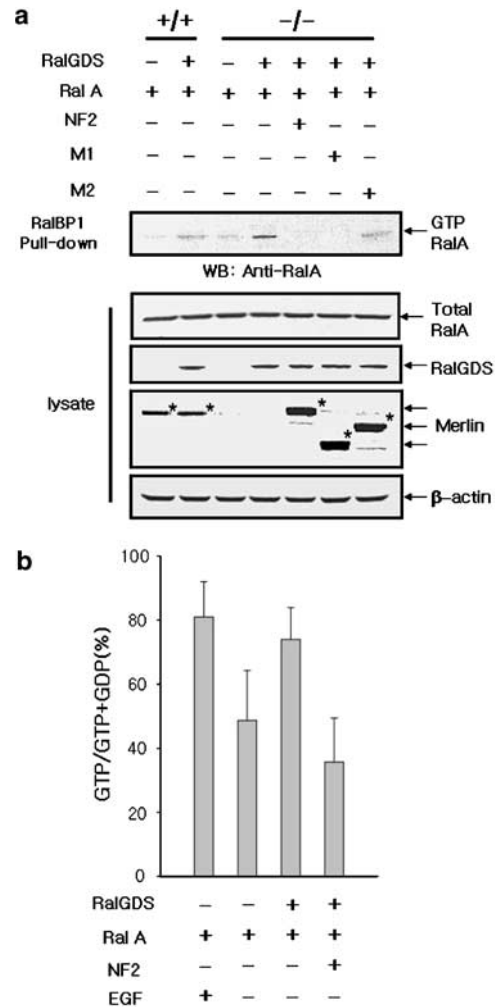 a
+/+ −/−
RalGDS − + − + + + +
Ral A + + + + + + +
NF2 − − − − + − −
M1 − − − − − + −
M2 − − − − − − +
RalBP1 Pull-down
GTP RalA
WB: Anti-RalA
lysate
Total RalA
RalGDS
* * * * *
Merlin
β-actin
b
GTP/GTP+GDP(%)
100
80
60
40
20
0
RalGDS − − + +
Ral A + + + +
NF2 − − − +
EGF + − − −